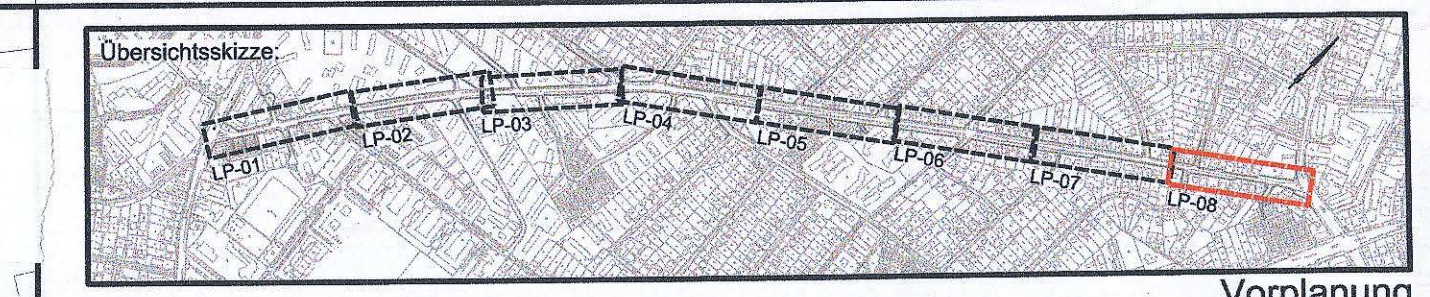 Übersichtsskizze:
LP-01
LP-02
LP-03
LP-04
LP-05
LP-06
LP-07
LP-08
Vorplanung